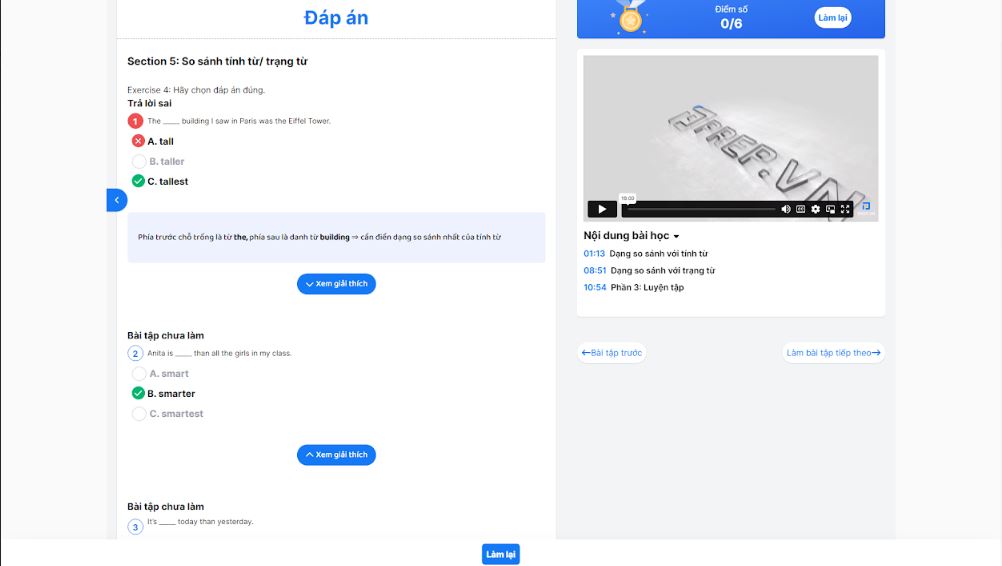 Đáp án
Section 5: So sánh tính từ/ trạng từ
Exercise 4: Hãy chọn đáp án đúng.
Trả lời sai
1 The _____ building I saw in Paris was the Eiffel Tower.
A. tall
B. taller
C. tallest
Phía trước chỗ trống là từ the, phía sau là danh từ building ⇒ cần điền dạng so sánh nhất của tính từ
Xem giải thích
Bài tập chưa làm
2 Anita is _____ than all the girls in my class.
A. smart
B. smarter
C. smartest
Xem giải thích
Bài tập chưa làm
3 It's _____ today than yesterday.
Điểm số
0/6
Làm lại
PREP.VN
Nội dung bài học
01:13 Dạng so sánh với tính từ
08:51 Dạng so sánh với trạng từ
10:54 Phần 3: Luyện tập
←Bài tập trước
Làm bài tập tiếp theo→
Làm lại